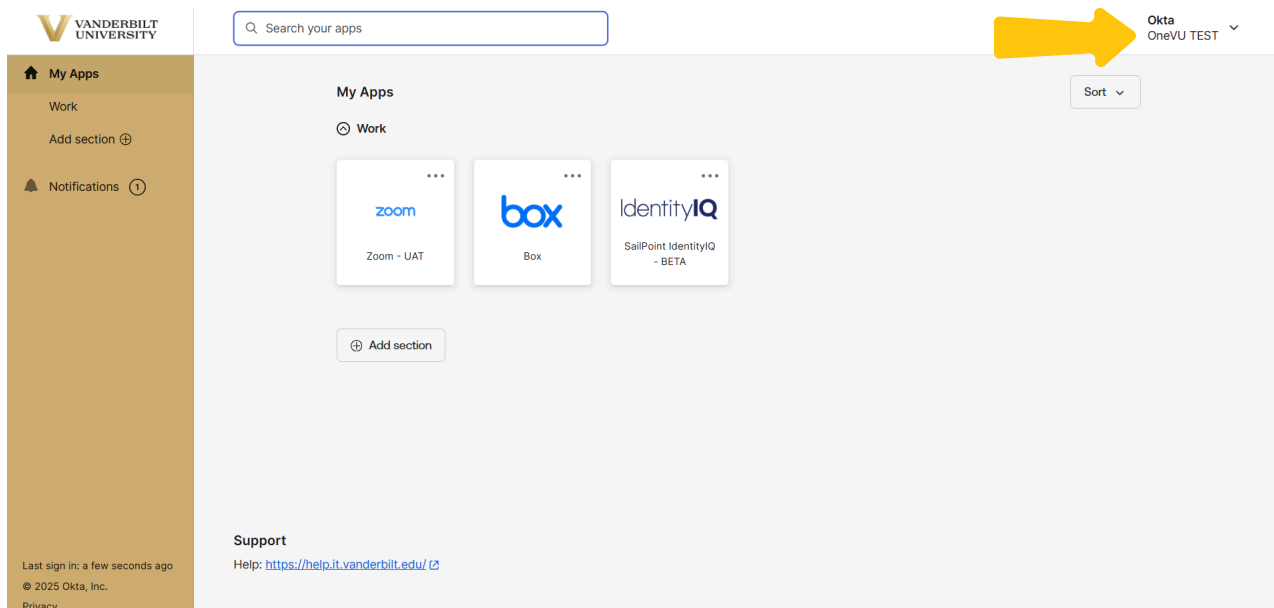 VANDERBILT
UNIVERSITY
Search your apps
Okta
OneVU TEST
My Apps
Work
Add section
Notifications 1
My Apps
Sort
Work
zoom
Zoom - UAT
box
Box
IdentityIQ
SailPoint IdentityIQ
- BETA
Add section
Support
Help: https://help.it.vanderbilt.edu/
Last sign in: a few seconds ago
© 2025 Okta, Inc.
Privacy